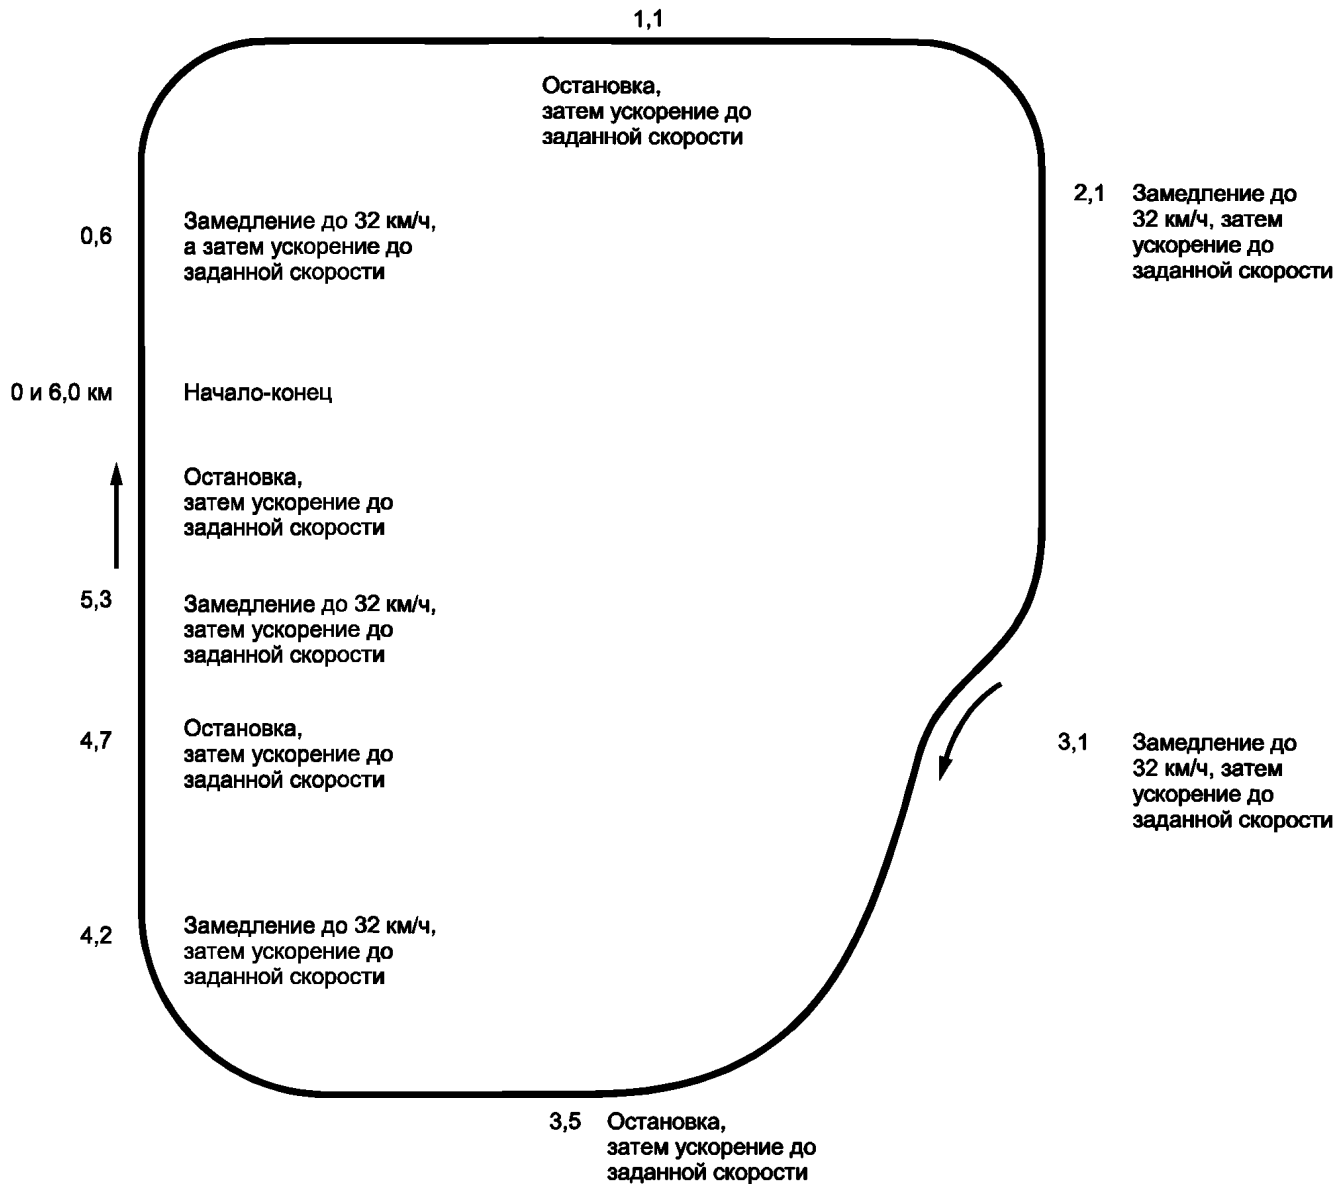 1,1
Остановка,
затем ускорение до
заданной скорости
2,1
Замедление до
32 км/ч, затем
ускорение до
заданной скорости
0,6
Замедление до 32 км/ч,
а затем ускорение до
заданной скорости
0 и 6,0 км
Начало-конец
Остановка,
затем ускорение до
заданной скорости
5,3
Замедление до 32 км/ч,
затем ускорение до
заданной скорости
4,7
Остановка,
затем ускорение до
заданной скорости
3,1
Замедление до
32 км/ч, затем
ускорение до
заданной скорости
4,2
Замедление до 32 км/ч,
затем ускорение до
заданной скорости
3,5
Остановка,
затем ускорение до
заданной скорости